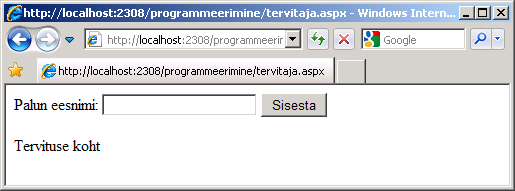 http://localhost:2308/programmeerimine/tervitaja.aspx - Windows Intern...
http://localhost:2308/programmeerir
Google
http://localhost:2308/programmeerimine/tervitaja.aspx
Palun eesnimi:
Sisesta
Tervituse koht